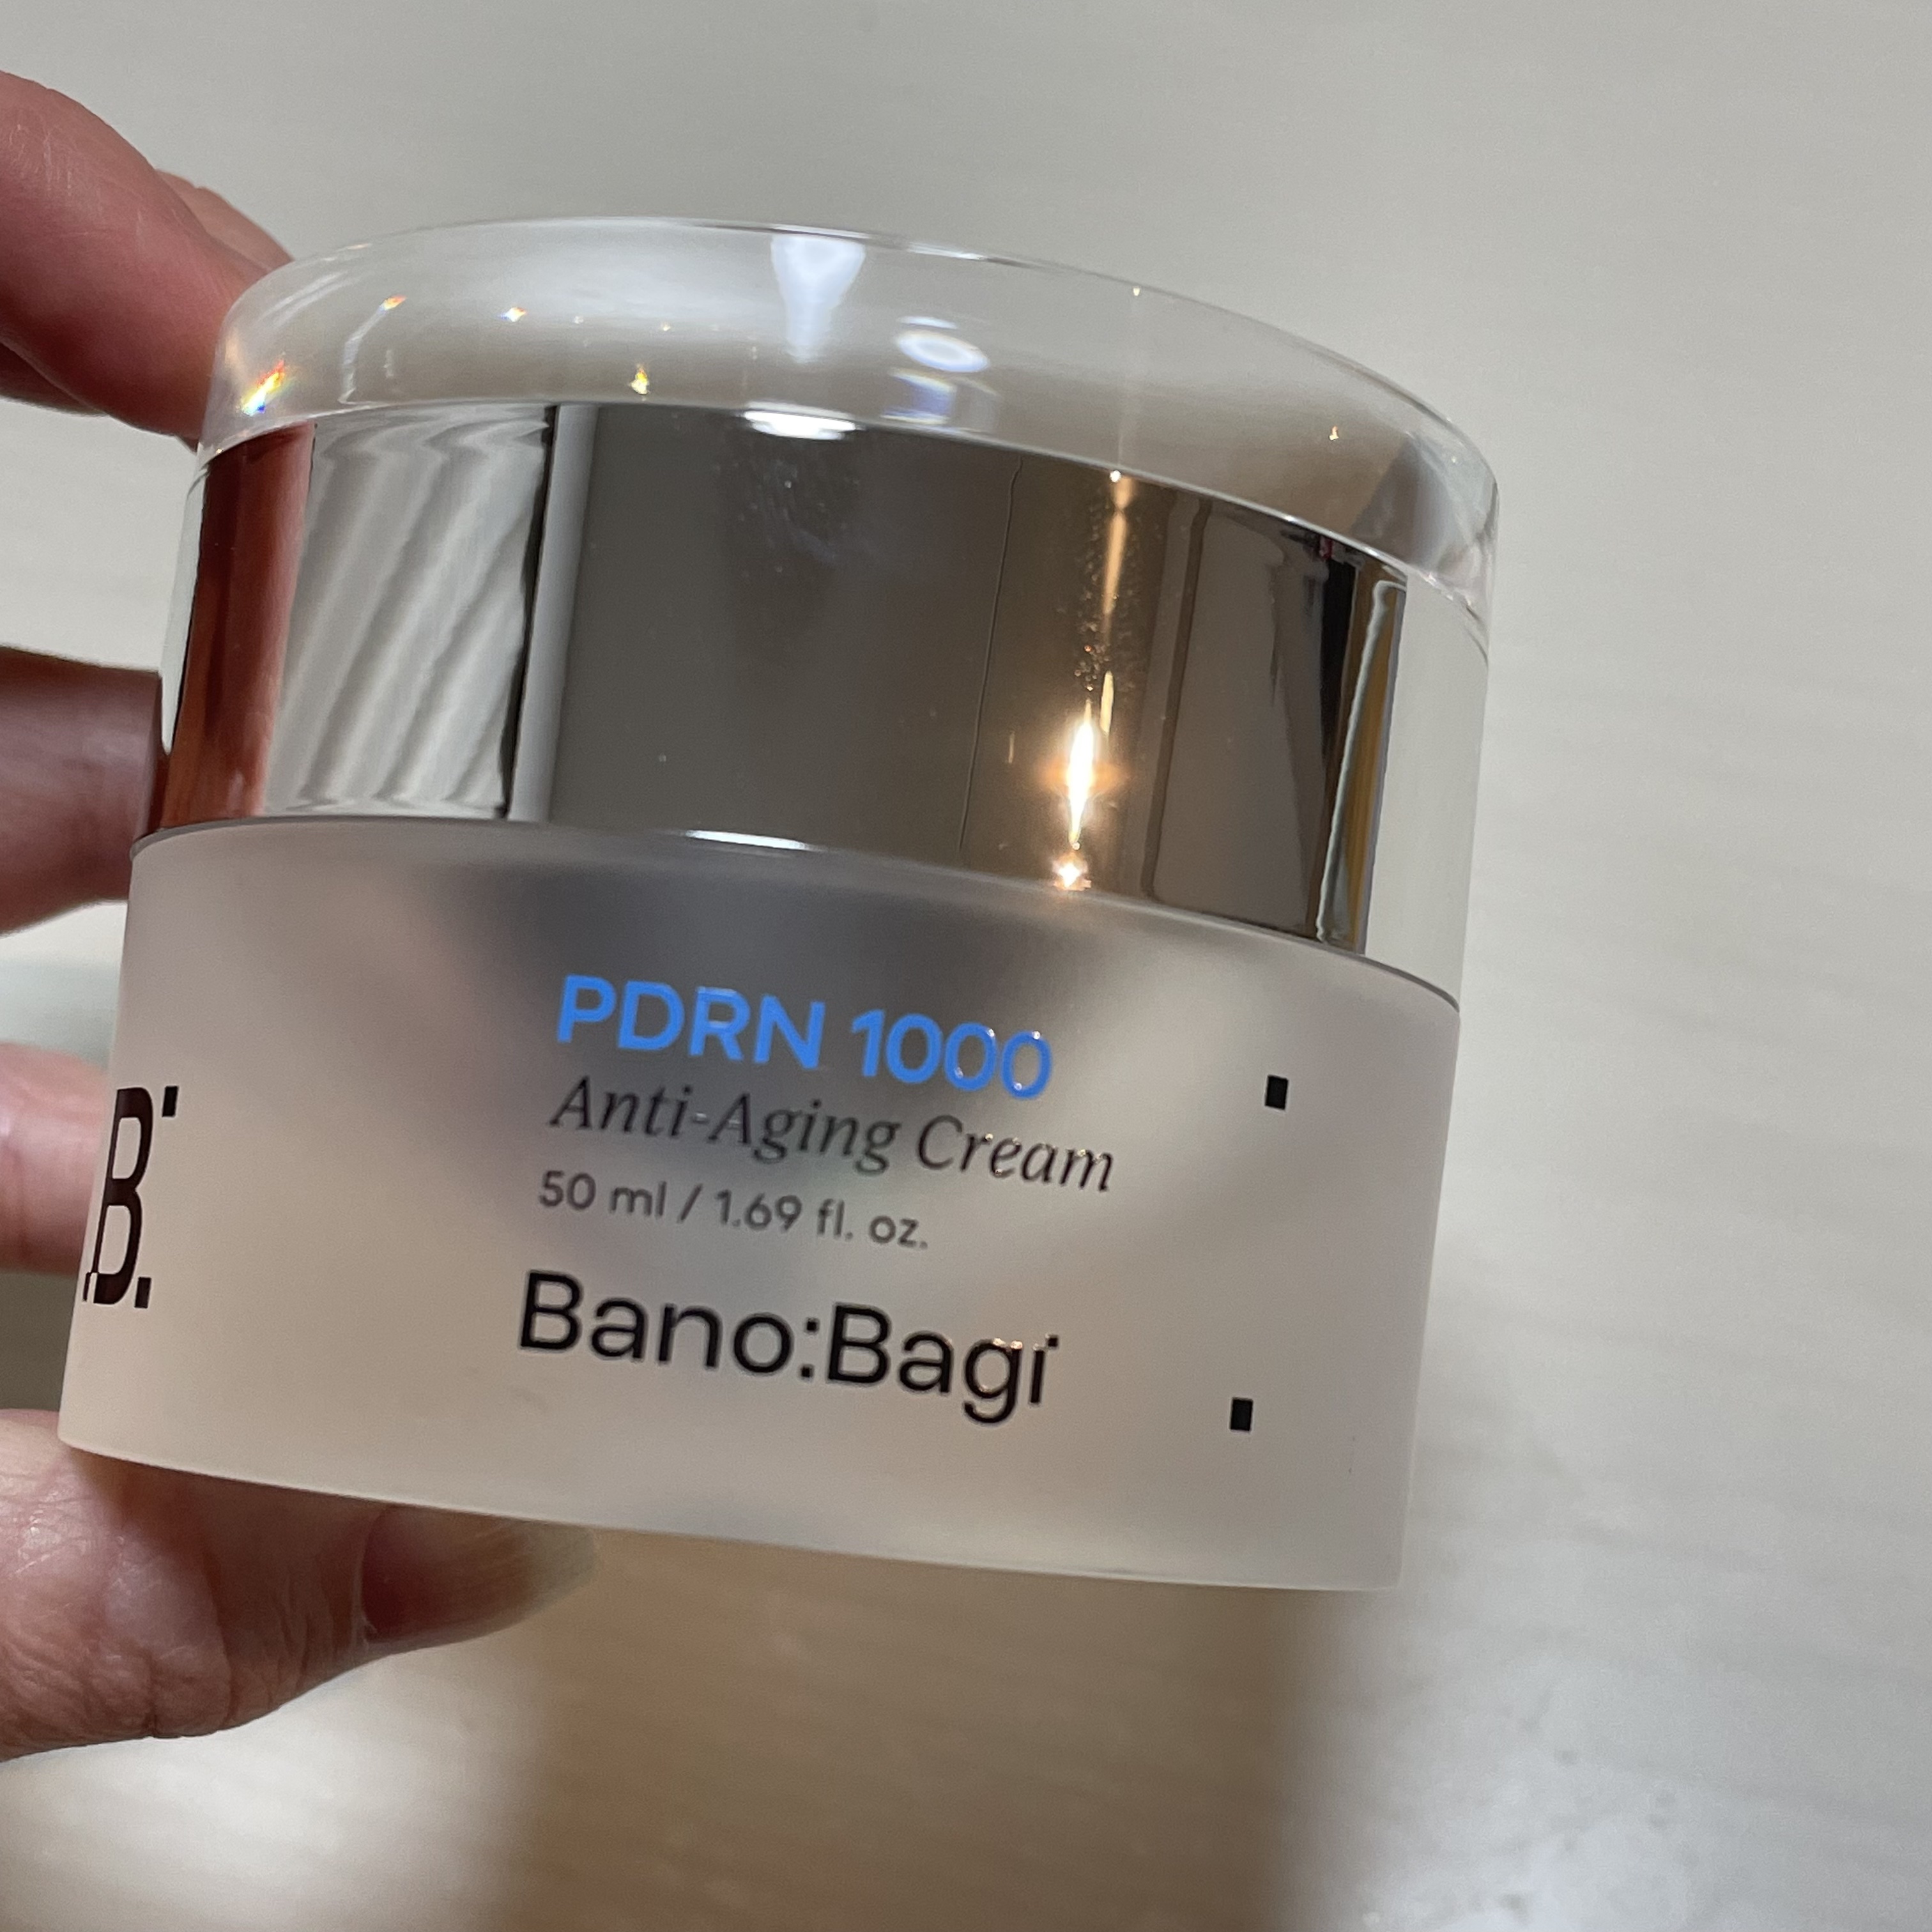 PDRN 1000
Anti-Aging Cream
50 ml / 1.69 fl. oz.
Bano:Bagi
B